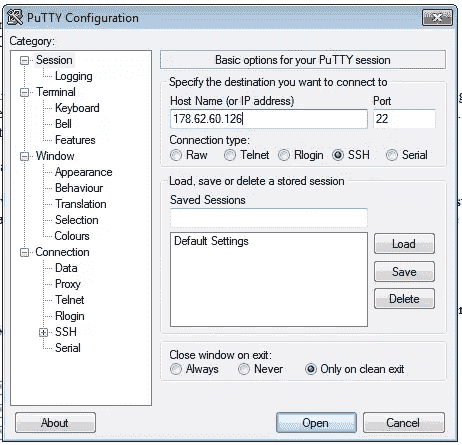 PuTTY Configuration
Category:
Session
Logging
Terminal
Keyboard
Bell
Features
Window
Appearance
Behaviour
Translation
Selection
Colours
Connection
Data
Proxy
Telnet
Rlogin
SSH
Serial
Basic options for your PuTTY session
Specify the destination you want to connect to
Host Name (or IP address) Port
178.62.60.126 22
Connection type:
Raw Telnet Rlogin SSH Serial
Load, save or delete a stored session
Saved Sessions
Default Settings
Load
Save
Delete
Close window on exit:
Always Never Only on clean exit
About Open Cancel